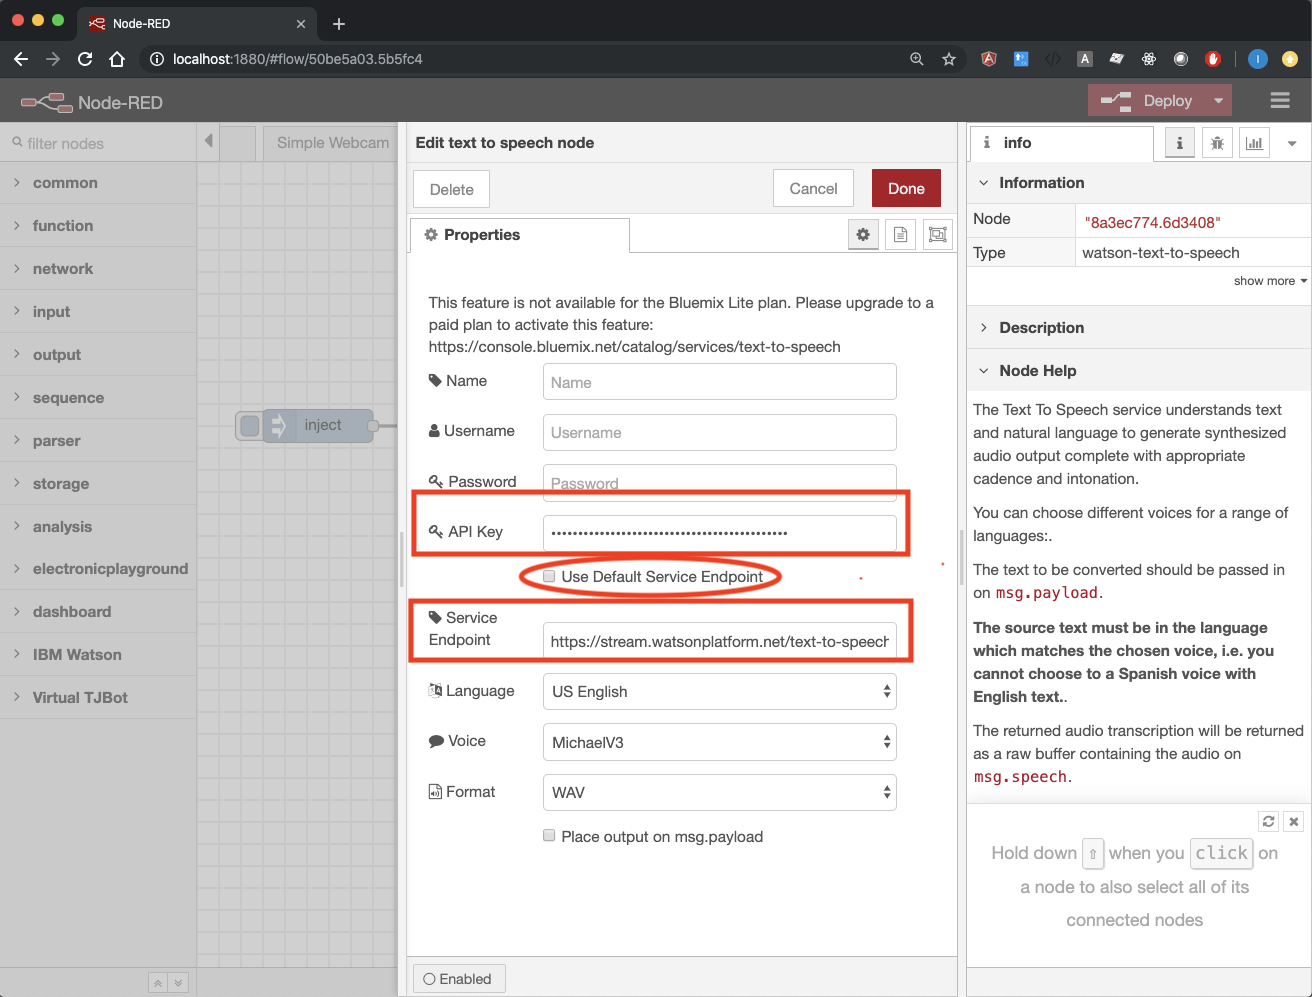 Node-RED
localhost:1880/#flow/50be5a03.5b5fc4
A
I
Node-RED
Deploy
filter nodes
common
function
network
input
output
sequence
parser
storage
analysis
electronicplayground
dashboard
IBM Watson
Virtual TJBot
Simple Webcam
inject
Edit text to speech node
Delete
Cancel
Done
Properties
This feature is not available for the Bluemix Lite plan. Please upgrade to a
paid plan to activate this feature:
https://console.bluemix.net/catalog/services/text-to-speech
Name
Name
Username
Username
Password
Password
API Key
••••••••••••••••••••••••••••••••••••••••••••
Use Default Service Endpoint
Service
Endpoint
https://stream.watsonplatform.net/text-to-speech
Language
US English
Voice
MichaelV3
Format
WAV
Place output on msg.payload
Enabled
info
Information
Node
"8a3ec774.6d3408"
Type
watson-text-to-speech
show more
Description
Node Help
The Text To Speech service understands text
and natural language to generate synthesized
audio output complete with appropriate
cadence and intonation.
You can choose different voices for a range of
languages:.
The text to be converted should be passed in
on msg.payload.
The source text must be in the language
which matches the chosen voice, i.e. you
cannot choose to a Spanish voice with
English text..
The returned audio transcription will be returned
as a raw buffer containing the audio on
msg.speech.
Hold down ⇧ when you click on
a node to also select all of its
connected nodes